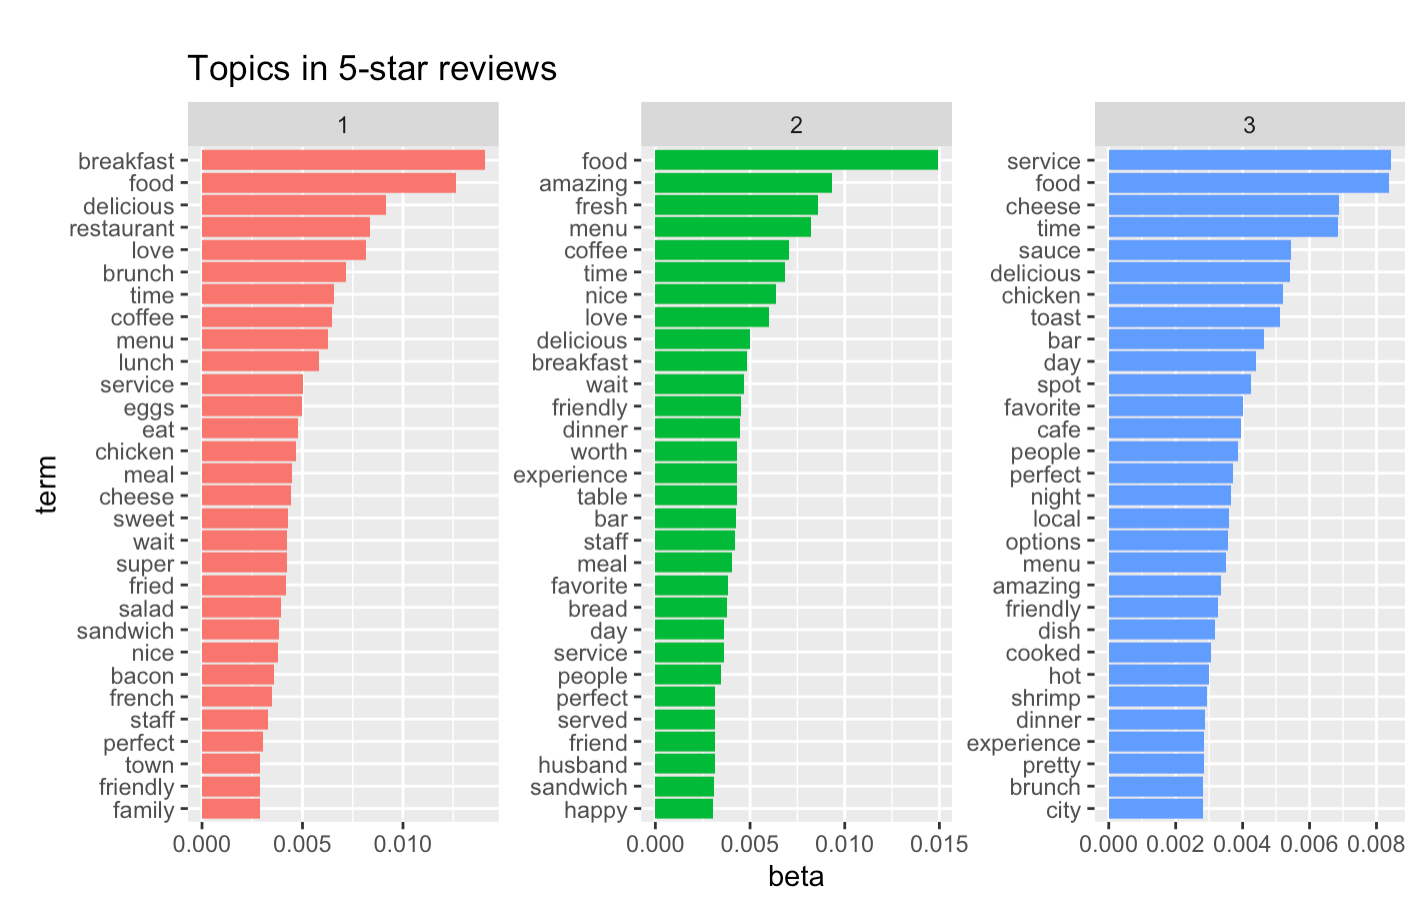 Topics in 5-star reviews
1
breakfast
food
delicious
restaurant
love
brunch
time
coffee
menu
lunch
service
eggs
eat
chicken
meal
cheese
sweet
wait
super
fried
salad
sandwich
nice
bacon
french
staff
perfect
town
friendly
family
0.000 0.005 0.010
2
food
amazing
fresh
menu
coffee
time
nice
love
delicious
breakfast
wait
friendly
dinner
worth
experience
table
bar
staff
meal
favorite
bread
day
service
people
perfect
served
friend
husband
sandwich
happy
0.000 0.005 0.010 0.015
3
service
food
cheese
time
sauce
delicious
chicken
toast
bar
day
spot
favorite
cafe
people
perfect
night
local
options
menu
amazing
friendly
dish
cooked
hot
shrimp
dinner
experience
pretty
brunch
city
0.000 0.002 0.004 0.006 0.008
term
beta